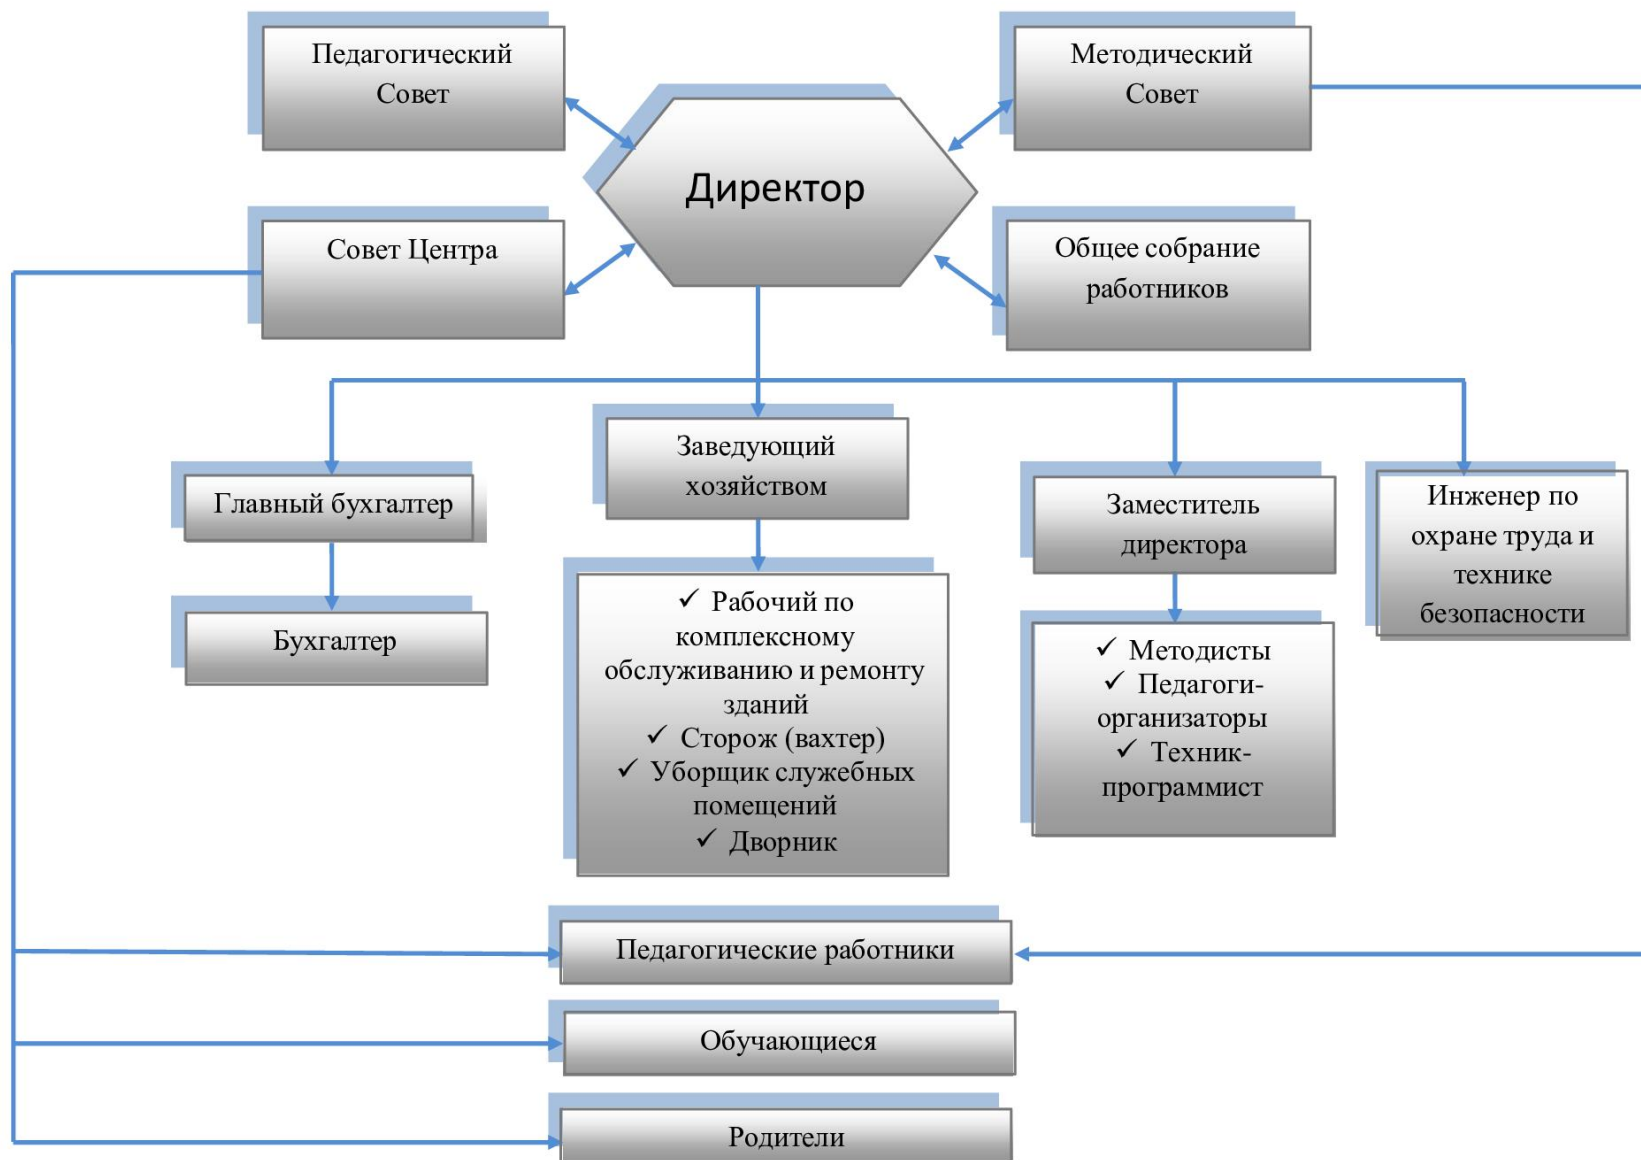 Педагогический
Совет
Методический
Совет
Директор
Совет Центра
Общее собрание
работников
Главный бухгалтер
Бухгалтер
Заведующий
хозяйством
✓ Рабочий по
комплексному
обслуживанию и ремонту
зданий
✓ Сторож (вахтер)
✓ Уборщик служебных
помещений
✓ Дворник
Заместитель
директора
✓ Методисты
✓ Педагоги-
организаторы
✓ Техник-
программист
Инженер по
охране труда и
технике
безопасности
Педагогические работники
Обучающиеся
Родители